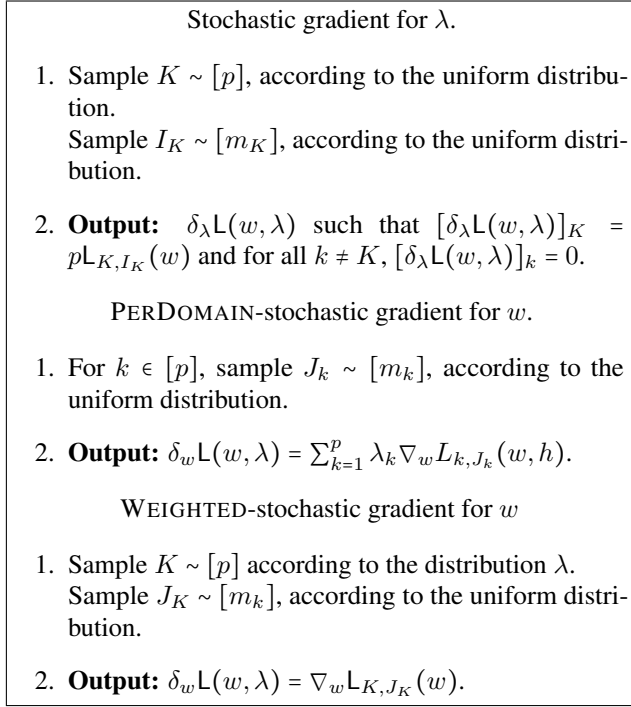 Stochastic gradient for λ.
1. Sample K ~ [p], according to the uniform distribu-
tion.
Sample I_K ~ [m_K], according to the uniform distri-
bution.
2. Output: δ_λL(w, λ) such that [δ_λL(w, λ)]_K =
pL_{K,I_K}(w) and for all k ≠ K, [δ_λL(w, λ)]_k = 0.
PERDOMAIN-stochastic gradient for w.
1. For k ∈ [p], sample J_k ~ [m_k], according to the
uniform distribution.
2. Output: δ_wL(w, λ) = ∑_{k=1}^p λ_k∇_wL_{k,J_k}(w, h).
WEIGHTED-stochastic gradient for w
1. Sample K ~ [p] according to the distribution λ.
Sample J_K ~ [m_k], according to the uniform distri-
bution.
2. Output: δ_wL(w, λ) = ∇_wL_{K,J_K}(w).